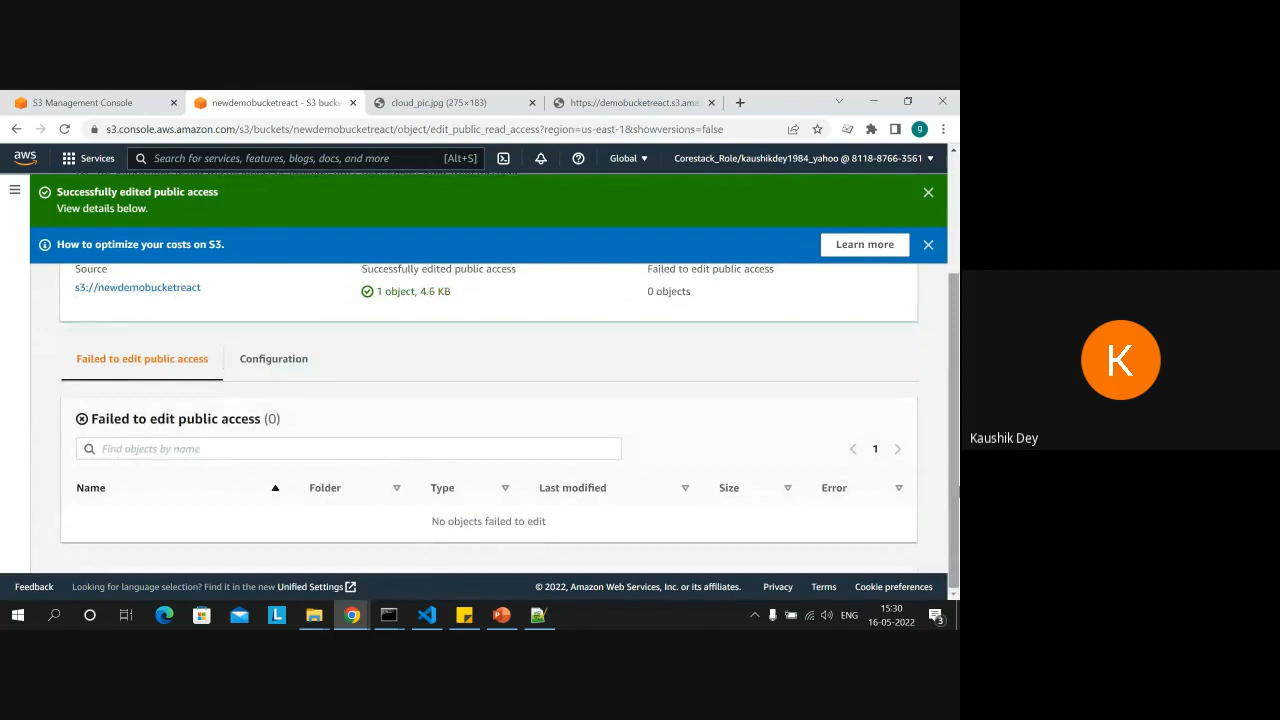 S3 Management Console
newdemobucketreact - S3 bucke
cloud_pic.jpg (275×183)
https://demobucketreact.s3.ama
s3.console.aws.amazon.com/s3/buckets/newdemobucketreact/object/edit_public_read_access?region=us-east-1&showversions=false
g
aws
Services
Search for services, features, blogs, docs, and more
[Alt+S]
Global
Corestack_Role/kaushikdey1984_yahoo @ 8118-8766-3561
Successfully edited public access
View details below.
How to optimize your costs on S3.
Learn more
Source
Successfully edited public access
Failed to edit public access
s3://newdemobucketreact
1 object, 4.6 KB
0 objects
Failed to edit public access
Configuration
Failed to edit public access (0)
Find objects by name
1
Name
Folder
Type
Last modified
Size
Error
No objects failed to edit
Feedback
Looking for language selection? Find it in the new Unified Settings
© 2022, Amazon Web Services, Inc. or its affiliates.
Privacy
Terms
Cookie preferences
L
ENG
15:30
16-05-2022
3
K
Kaushik Dey